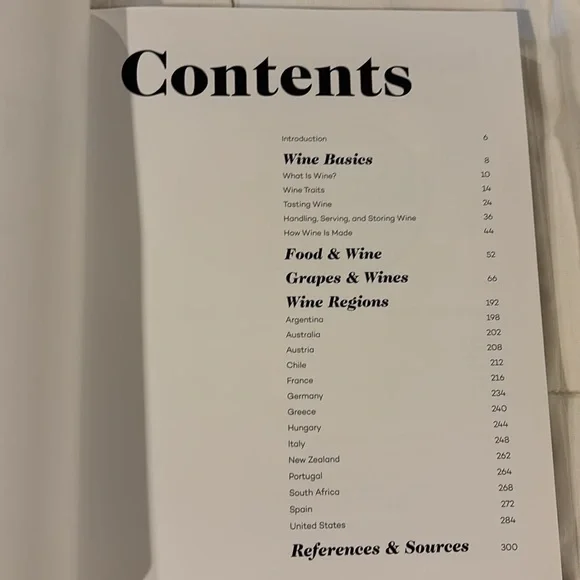 Contents
Introduction 6
Wine Basics 8
What Is Wine? 10
Wine Traits 14
Tasting Wine 24
Handling, Serving, and Storing Wine 36
How Wine Is Made 44
Food & Wine 52
Grapes & Wines 66
Wine Regions 192
Argentina 198
Australia 202
Austria 208
Chile 212
France 216
Germany 234
Greece 240
Hungary 244
Italy 248
New Zealand 262
Portugal 264
South Africa 268
Spain 272
United States 284
References & Sources 300